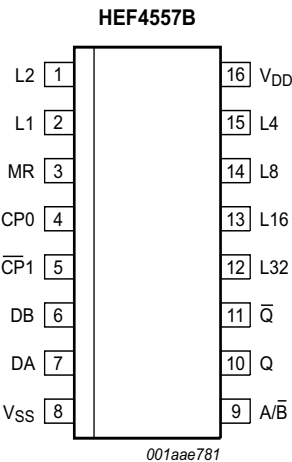 HEF4557B
L2 1 16 VDD
L1 2 15 L4
MR 3 14 L8
CP0 4 13 L16
C̅P̅1 5 12 L32
DB 6 11 Q̅
DA 7 10 Q
VSS 8 9 A/B̅
001aae781